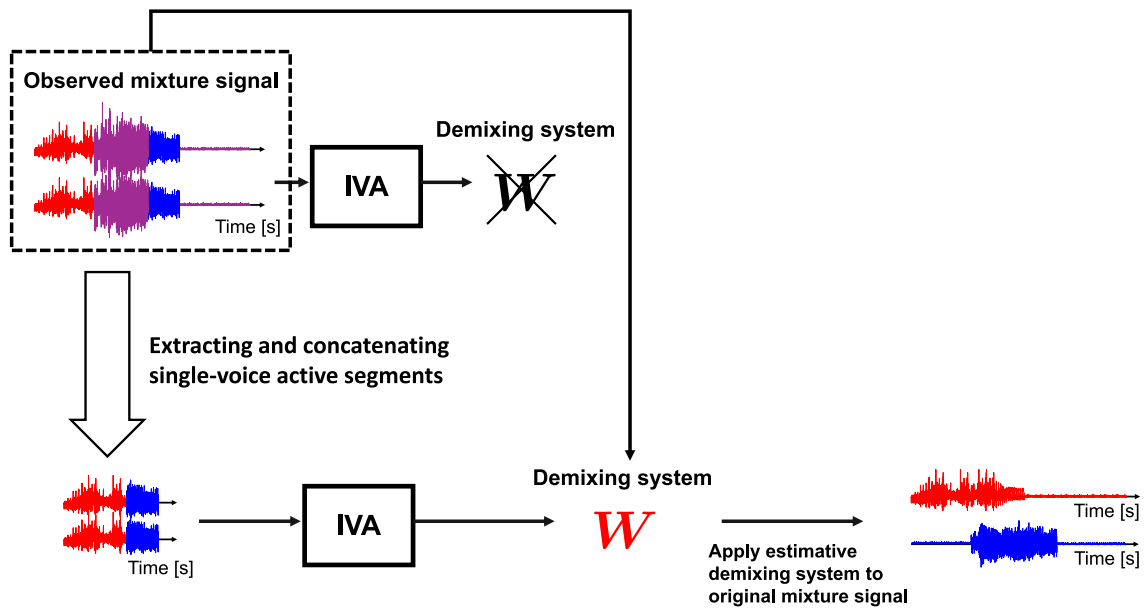 Observed mixture signal
Time [s]
IVA
Demixing system
W
Extracting and concatenating
single-voice active segments
Time [s]
IVA
Demixing system
W
Apply estimative
demixing system to
original mixture signal
Time [s]
Time [s]